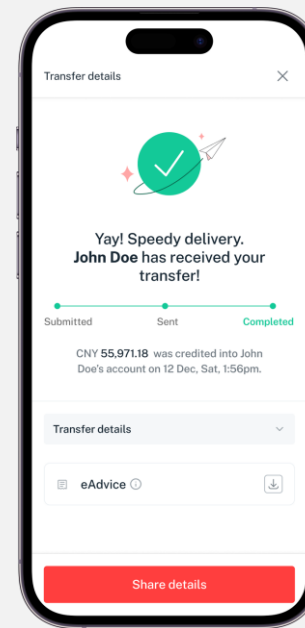 Transfer details
Yay! Speedy delivery.
John Doe has received your
transfer!
Submitted
Sent
Completed
CNY 55,971.18 was credited into John
Doe's account on 12 Dec, Sat, 1:56pm.
Transfer details
eAdvice
Share details